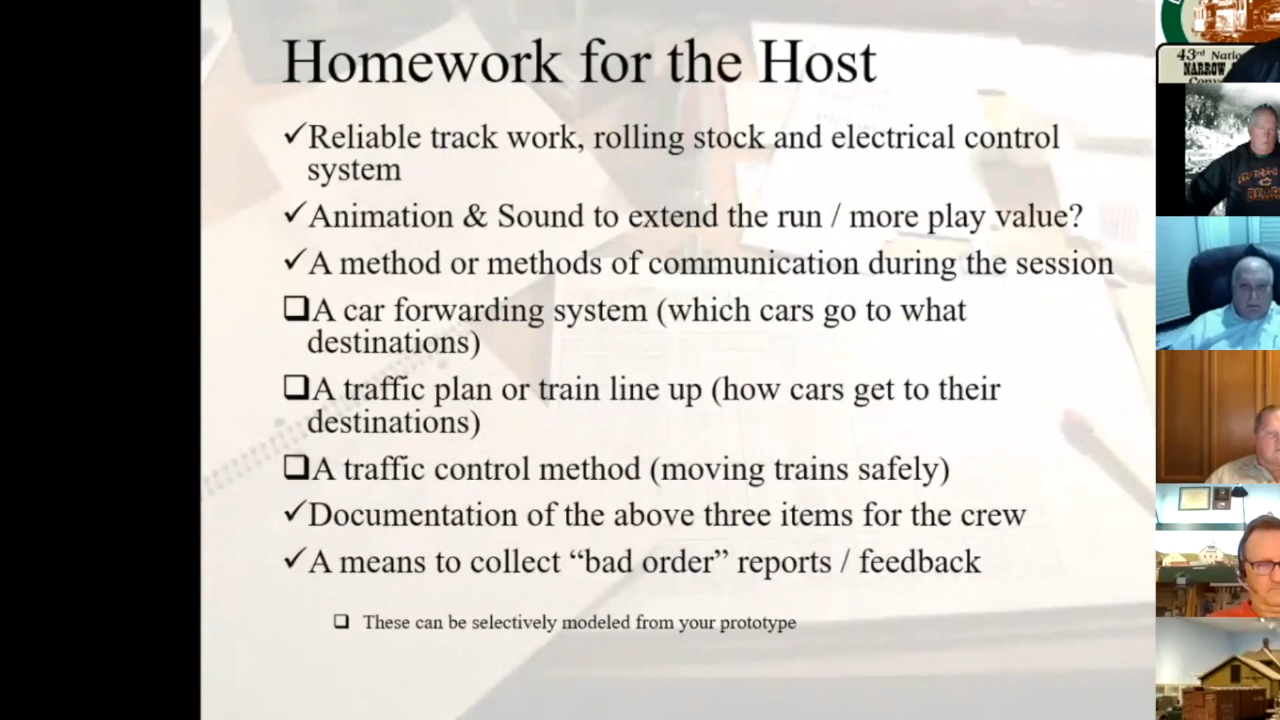 Homework for the Host
✓Reliable track work, rolling stock and electrical control
system
✓Animation & Sound to extend the run / more play value?
✓A method or methods of communication during the session
❑A car forwarding system (which cars go to what
destinations)
❑A traffic plan or train line up (how cars get to their
destinations)
❑A traffic control method (moving trains safely)
✓Documentation of the above three items for the crew
✓A means to collect “bad order” reports / feedback
❑ These can be selectively modeled from your prototype
43rd
NARROW